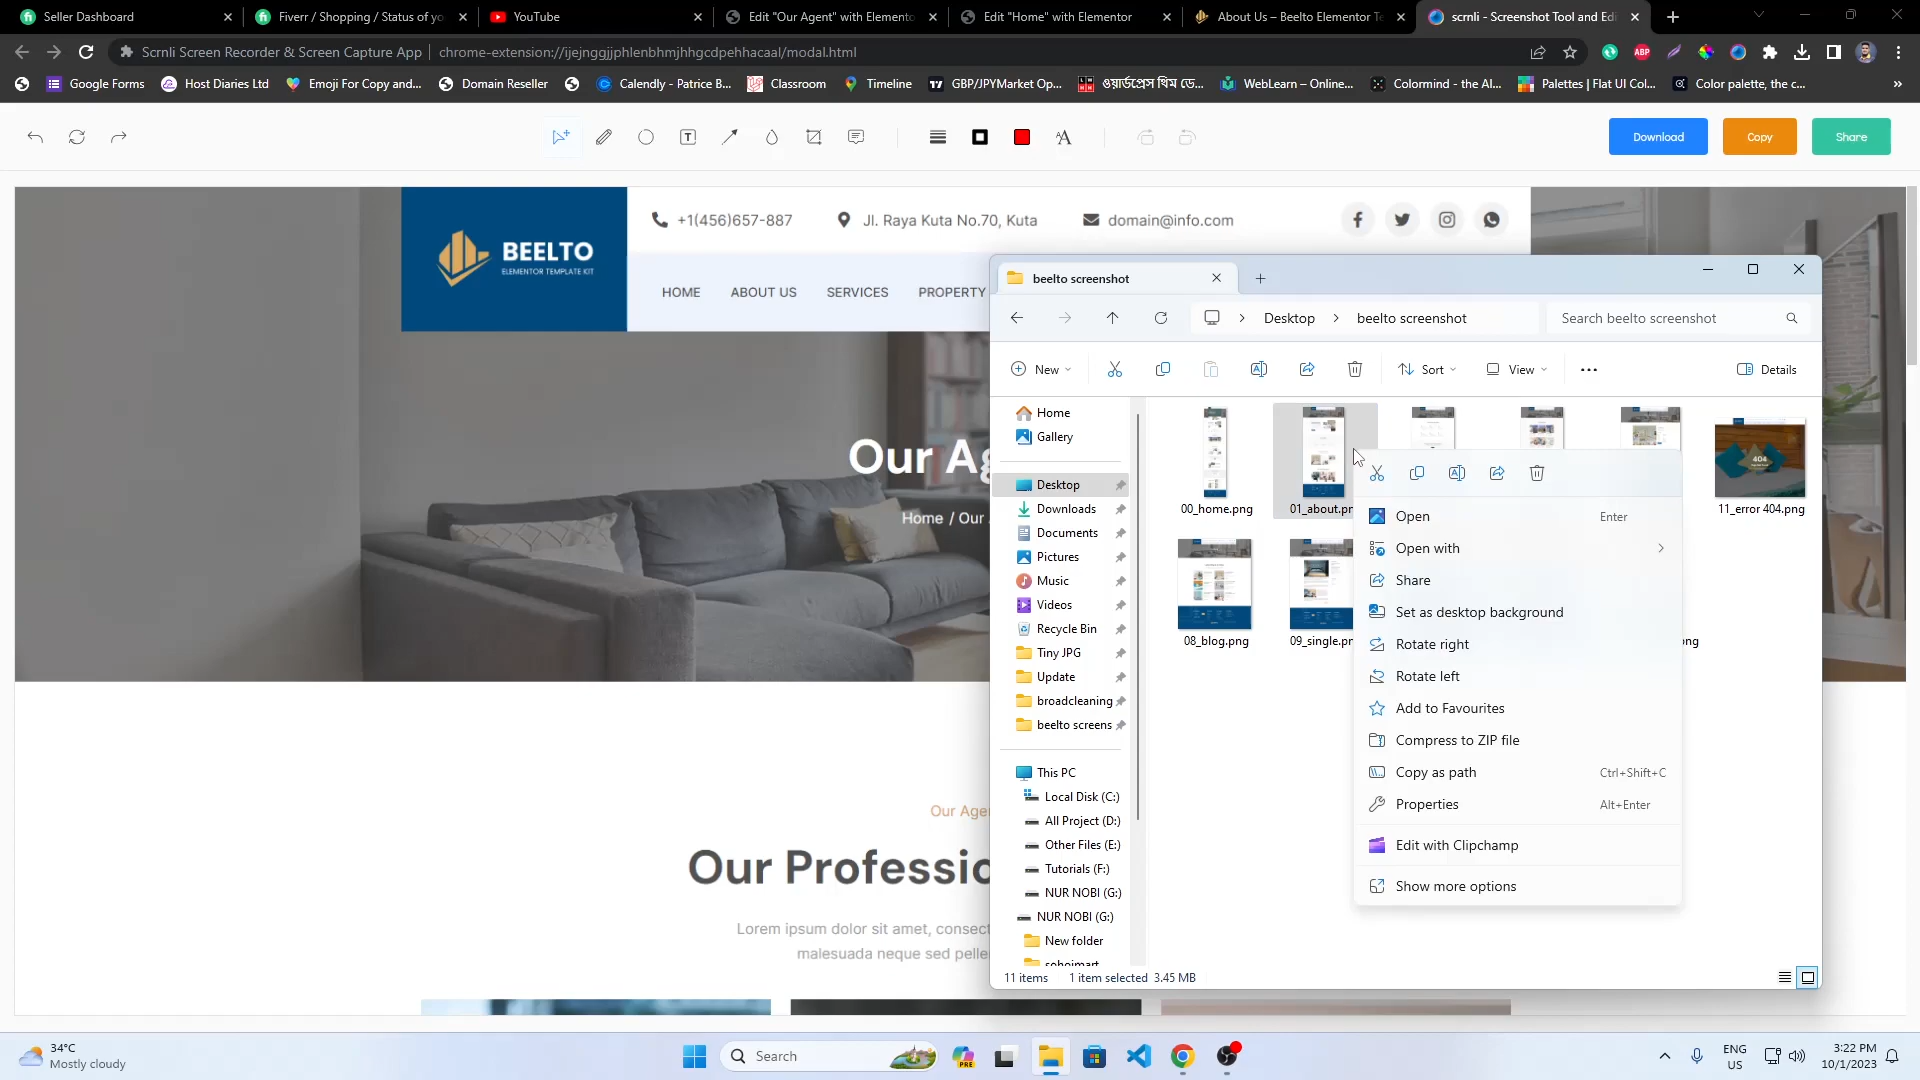 Seller Dashboard
Fiverr / Shopping / Status of yo
YouTube
Edit "Our Agent" with Elemento
Edit "Home" with Elementor
About Us – Beelto Elementor Te
scrnli - Screenshot Tool and Edi
Scrnli Screen Recorder & Screen Capture App
chrome-extension://ijejnggjjphlenbhmjhhgcdpehhacaal/modal.html
Google Forms
Host Diaries Ltd
Emoji For Copy and...
Domain Reseller
Calendly - Patrice B...
Classroom
Timeline
GBP/JPYMarket Op...
ওয়ার্ডপ্রেস থিম ডে...
WebLearn – Online...
Colormind - the AI...
Palettes | Flat UI Col...
Color palette, the c...
Download
Copy
Share
BEELTO
ELEMENTOR TEMPLATE KIT
+1(456)657-887
Jl. Raya Kuta No.70, Kuta
domain@info.com
HOME
ABOUT US
SERVICES
PROPERTY
Our Ag
Home / Our
Our Agen
Our Professio
Lorem ipsum dolor sit amet, consect
malesuada neque sed pelle
beelto screenshot
Desktop
beelto screenshot
Search beelto screenshot
New
Sort
View
Details
Home
Gallery
Desktop
Downloads
Documents
Pictures
Music
Videos
Recycle Bin
Tiny JPG
Update
broadcleaning
beelto screens
This PC
Local Disk (C:)
All Project (D:)
Other Files (E:)
Tutorials (F:)
NUR NOBI (G:)
NUR NOBI (G:)
New folder
sohojmart
00_home.png
01_about.pn
11_error 404.png
404
08_blog.png
09_single.pn
png
Open
Enter
Open with
Share
Set as desktop background
Rotate right
Rotate left
Add to Favourites
Compress to ZIP file
Copy as path
Ctrl+Shift+C
Properties
Alt+Enter
Edit with Clipchamp
Show more options
11 items
1 item selected
3.45 MB
34°C
Mostly cloudy
Search
PRE
ENG
US
3:22 PM
10/1/2023